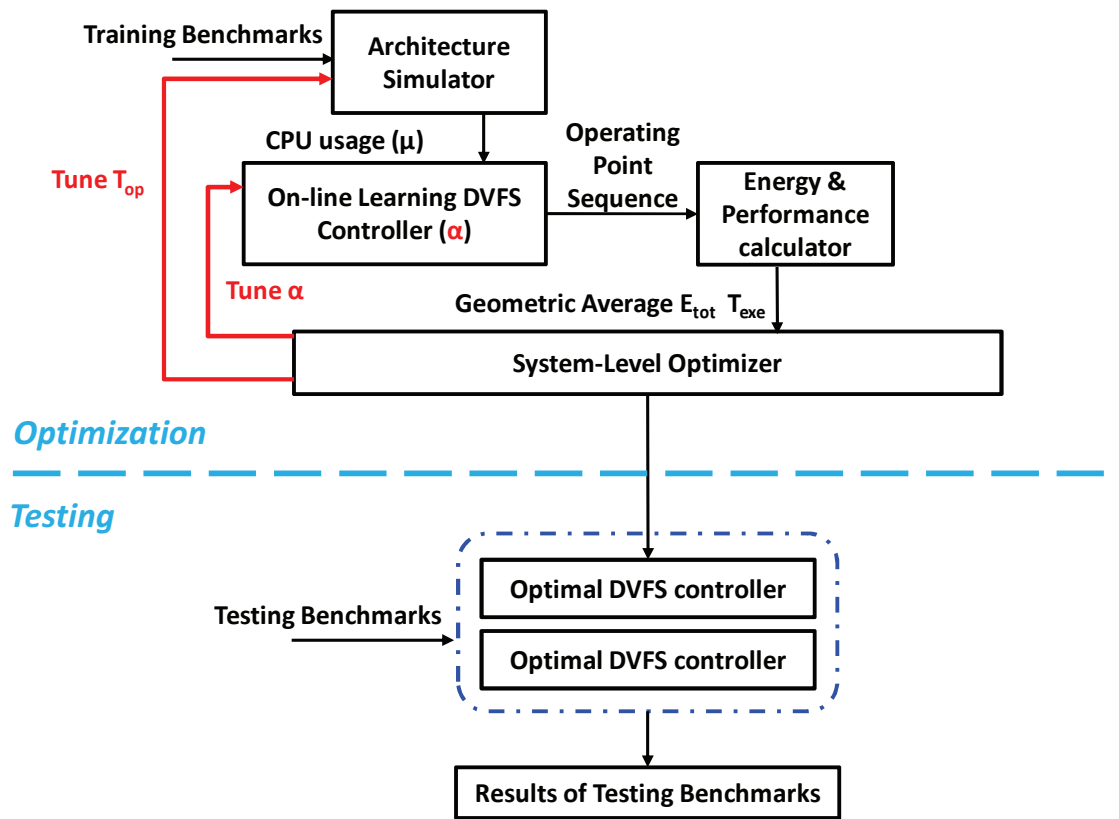 Training Benchmarks
Architecture
Simulator
CPU usage (μ)
Operating
Point
Sequence
Tune Top
On-line Learning DVFS
Controller (α)
Energy &
Performance
calculator
Tune α
Geometric Average Etot Texe
System-Level Optimizer
Optimization
Testing
Optimal DVFS controller
Testing Benchmarks
Optimal DVFS controller
Results of Testing Benchmarks